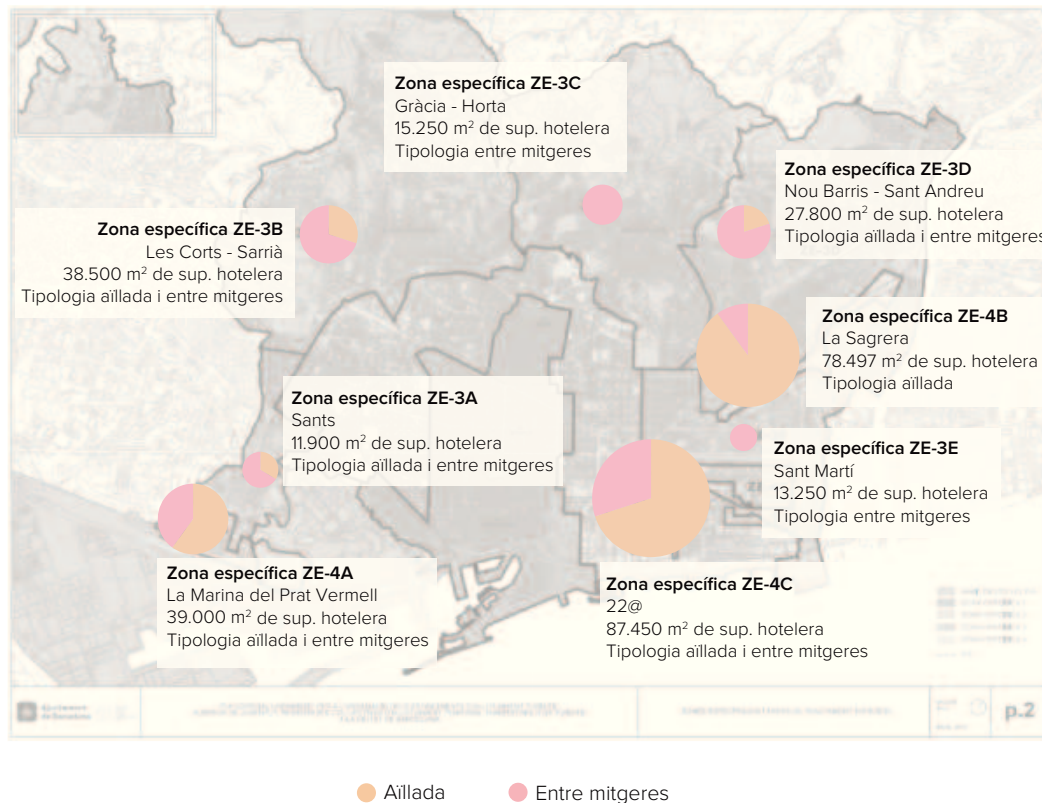 Zona específica ZE-3C
Gràcia - Horta
15.250 m² de sup. hotelera
Tipologia entre mitgeres
Zona específica ZE-3D
Nou Barris - Sant Andreu
27.800 m² de sup. hotelera
Tipologia aïllada i entre mitgeres
Zona específica ZE-3B
Les Corts - Sarrià
38.500 m² de sup. hotelera
Tipologia aïllada i entre mitgeres
Zona específica ZE-4B
La Sagrera
78.497 m² de sup. hotelera
Tipologia aïllada
Zona específica ZE-3A
Sants
11.900 m² de sup. hotelera
Tipologia aïllada i entre mitgeres
Zona específica ZE-3E
Sant Martí
13.250 m² de sup. hotelera
Tipologia entre mitgeres
Zona específica ZE-4A
La Marina del Prat Vermell
39.000 m² de sup. hotelera
Tipologia aïllada i entre mitgeres
Zona específica ZE-4C
22@
87.450 m² de sup. hotelera
Tipologia aïllada i entre mitgeres
Ajuntament
de Barcelona
p.2
Aïllada
Entre mitgeres